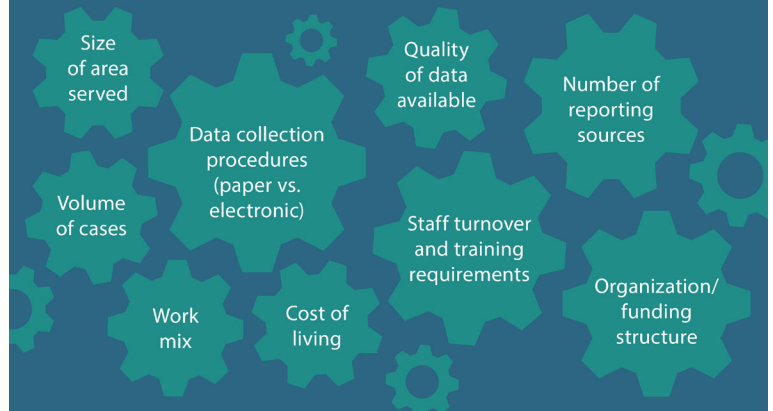 Size
of area
served
Data collection
procedures
(paper vs.
electronic)
Quality
of data
available
Number of
reporting
sources
Volume
of cases
Staff turnover
and training
requirements
Work
mix
Cost of
living
Organization/
funding
structure